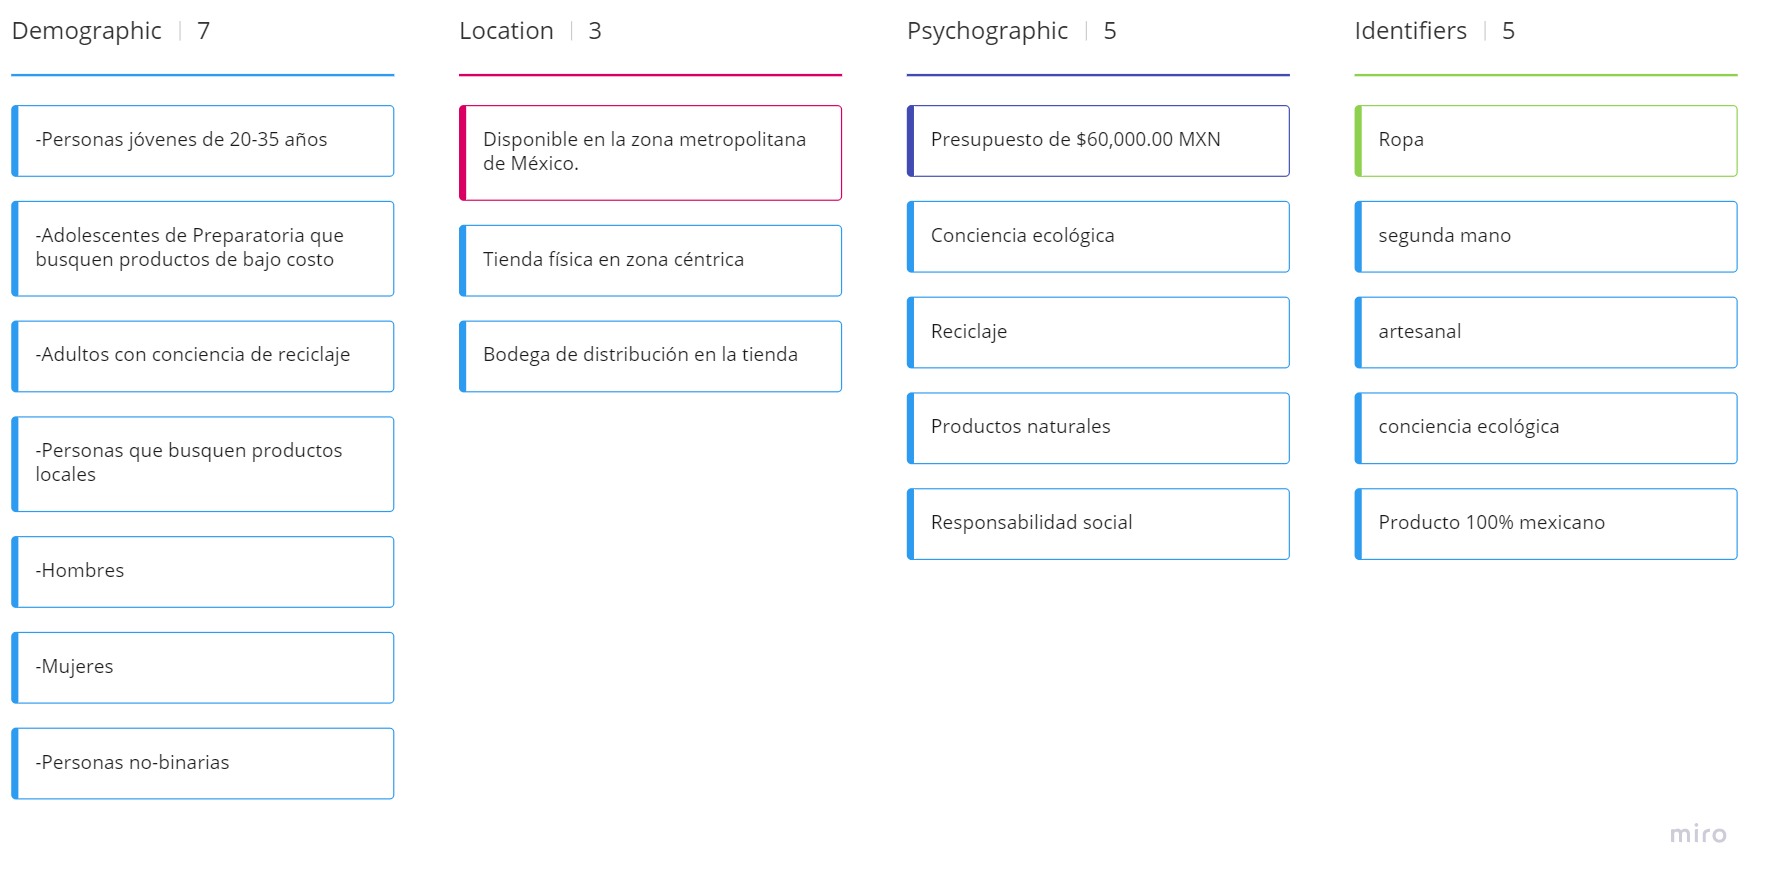 Demographic | 7
-Personas jóvenes de 20-35 años
-Adolescentes de Preparatoria que
busquen productos de bajo costo
-Adultos con conciencia de reciclaje
-Personas que busquen productos
locales
-Hombres
-Mujeres
-Personas no-binarias
Location | 3
Disponible en la zona metropolitana
de México.
Tienda física en zona céntrica
Bodega de distribución en la tienda
Psychographic | 5
Presupuesto de $60,000.00 MXN
Conciencia ecológica
Reciclaje
Productos naturales
Responsabilidad social
Identifiers | 5
Ropa
segunda mano
artesanal
conciencia ecológica
Producto 100% mexicano
miro